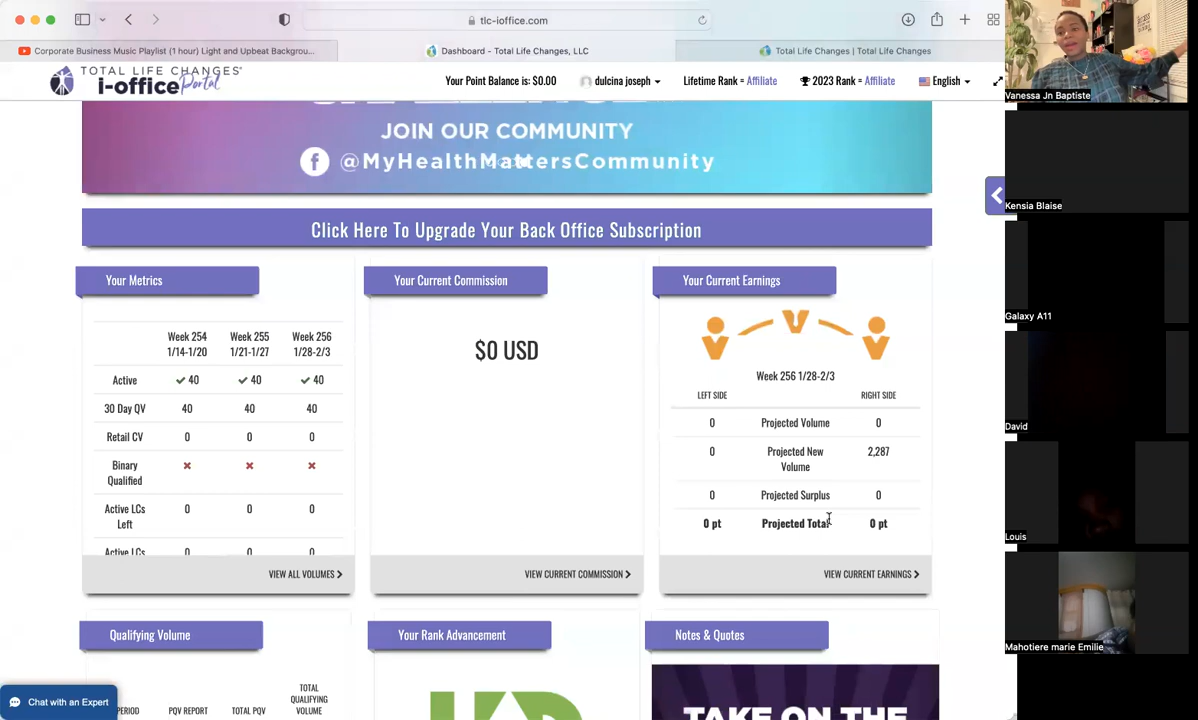 tlc-ioffice.com
Corporate Business Music Playlist (1 hour) Light and Upbeat Backgrou...
Dashboard - Total Life Changes, LLC
Total Life Changes | Total Life Changes
TOTAL LIFE CHANGES®
i-office Portal
Your Point Balance is: $0.00
dulcina joseph
Lifetime Rank = Affiliate
2023 Rank = Affiliate
English
JOIN OUR COMMUNITY
@MyHealthMattersCommunity
Click Here To Upgrade Your Back Office Subscription
Your Metrics
Week 254 Week 255 Week 256
1/14-1/20 1/21-1/27 1/28-2/3
Active 40 40 40
30 Day QV 40 40 40
Retail CV 0 0 0
Binary
Qualified
Active LCs 0 0 0
Left
Active LCs 0 0 0
VIEW ALL VOLUMES
Your Current Commission
$0 USD
VIEW CURRENT COMMISSION
Your Current Earnings
Week 256 1/28-2/3
LEFT SIDE RIGHT SIDE
0 Projected Volume 0
0 Projected New 2,287
Volume
0 Projected Surplus 0
0 pt Projected Total 0 pt
VIEW CURRENT EARNINGS
Qualifying Volume
TOTAL
QUALIFYING
PERIOD PQV REPORT TOTAL PQV VOLUME
Your Rank Advancement
Notes & Quotes
TAKE ON THE
Chat with an Expert
Vanessa Jn Baptiste
Kensia Blaise
Galaxy A11
David
Louis
Mahotiere marie Emilie